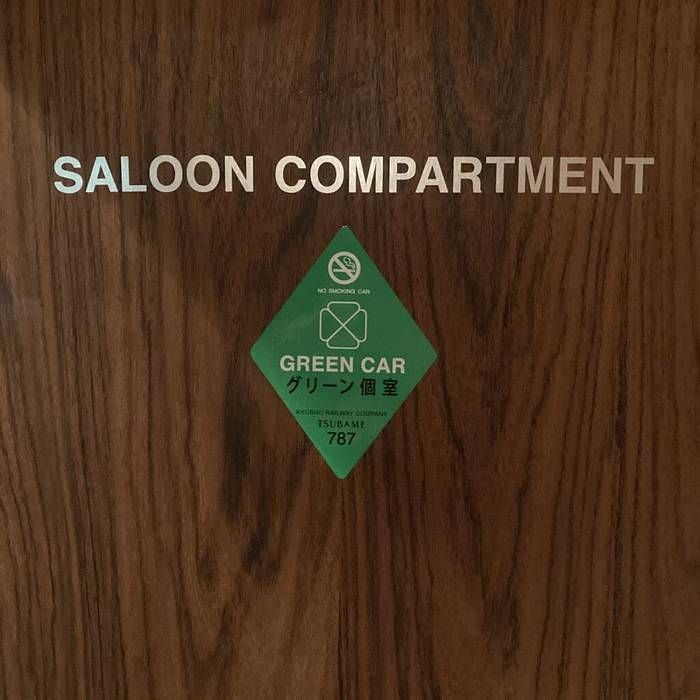 SALOON COMPARTMENT
NO SMOKING CAR
GREEN CAR
グリーン個室
KYUSHU RAILWAY COMPANY
TSUBAME
787